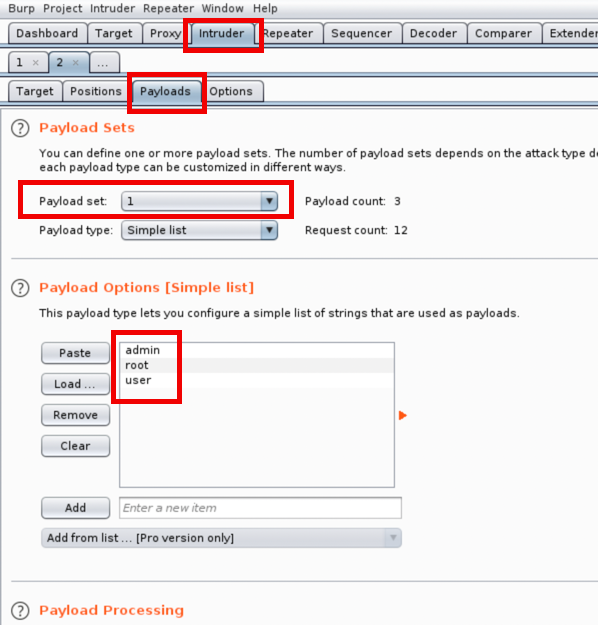 Burp Project Intruder Repeater Window Help
Dashboard Target Proxy Intruder Repeater Sequencer Decoder Comparer Extender
1 × 2 × ...
Target Positions Payloads Options
? Payload Sets
You can define one or more payload sets. The number of payload sets depends on the attack type
each payload type can be customized in different ways.
Payload set: 1 Payload count: 3
Payload type: Simple list Request count: 12
? Payload Options [Simple list]
This payload type lets you configure a simple list of strings that are used as payloads.
Paste
Load ...
Remove
Clear
admin
root
user
Add Enter a new item
Add from list ... [Pro version only]
? Payload Processing